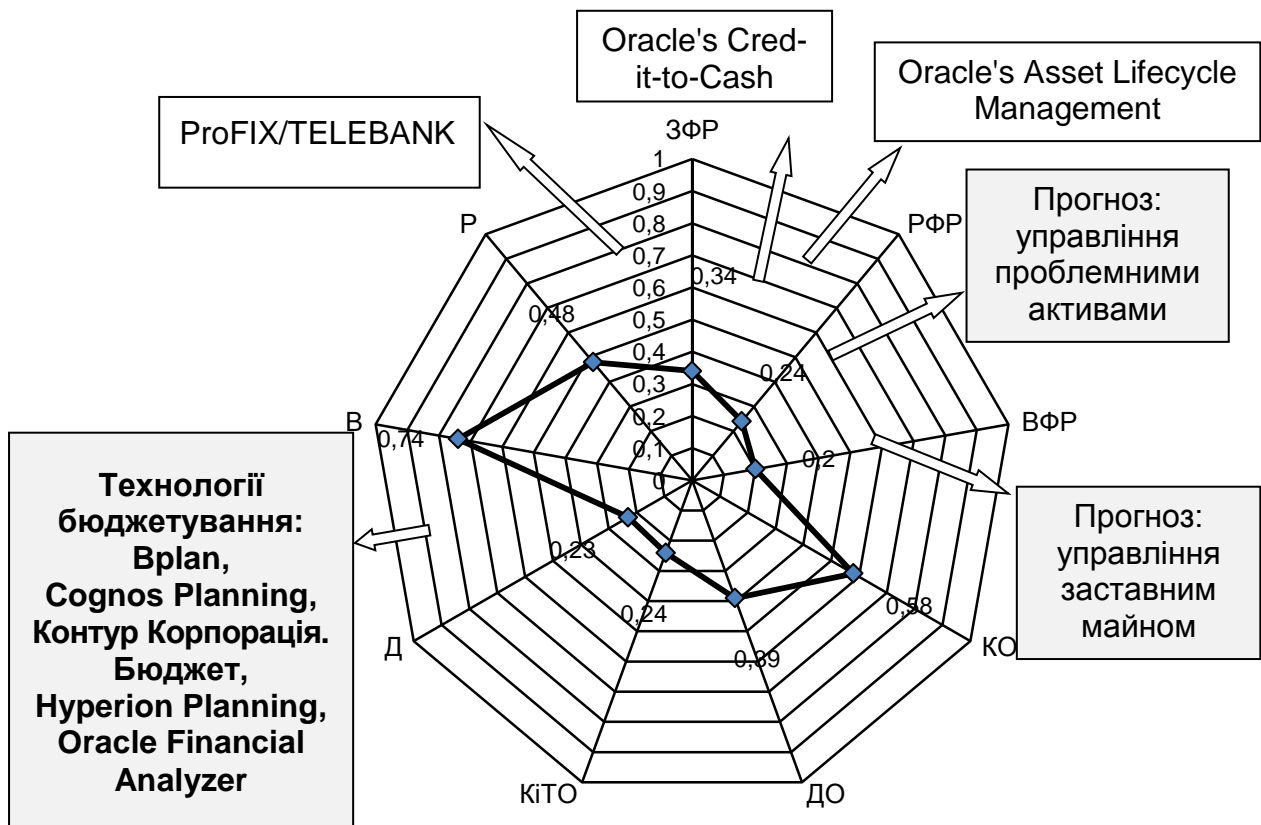 Oracle's Cred-
it-to-Cash
Oracle's Asset Lifecycle
Management
ProFIX/TELEBANK
ЗФР
Прогноз:
управління
проблемними
активами
Р
РФР
1
0,9
0,8
0,7
0,6
0,5
0,4
0,3
0,2
0,1
0
0,34
0,48
0,24
В
0,74
ВФР
0,2
Технології
бюджетування:
Bplan,
Cognos Planning,
Контур Корпорація.
Бюджет,
Hyperion Planning,
Oracle Financial
Analyzer
Прогноз:
управління
заставним
майном
0,23
0,24
0,58
0,39
Д
КО
КіТО
ДО